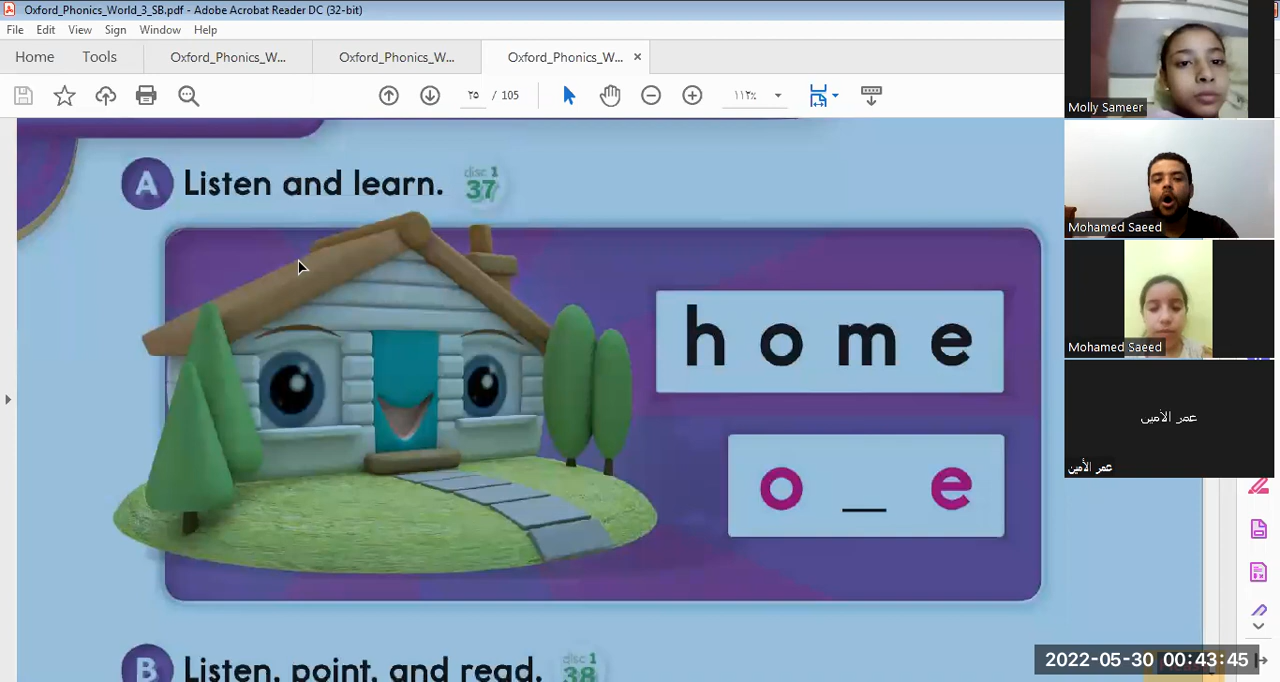 Oxford_Phonics_World_3_SB.pdf - Adobe Acrobat Reader DC (32-bit)
File Edit View Sign Window Help
Home Tools Oxford_Phonics_W... Oxford_Phonics_W... Oxford_Phonics_W... ×
٢٥ / 105 ١١٢٪
Molly Sameer
A Listen and learn. disc 1 37
Mohamed Saeed
h o m e
Mohamed Saeed
عمر الأمين
عمر الأمين
o _ e
B Listen, point, and read. disc 1 38
2022-05-30 00:43:45